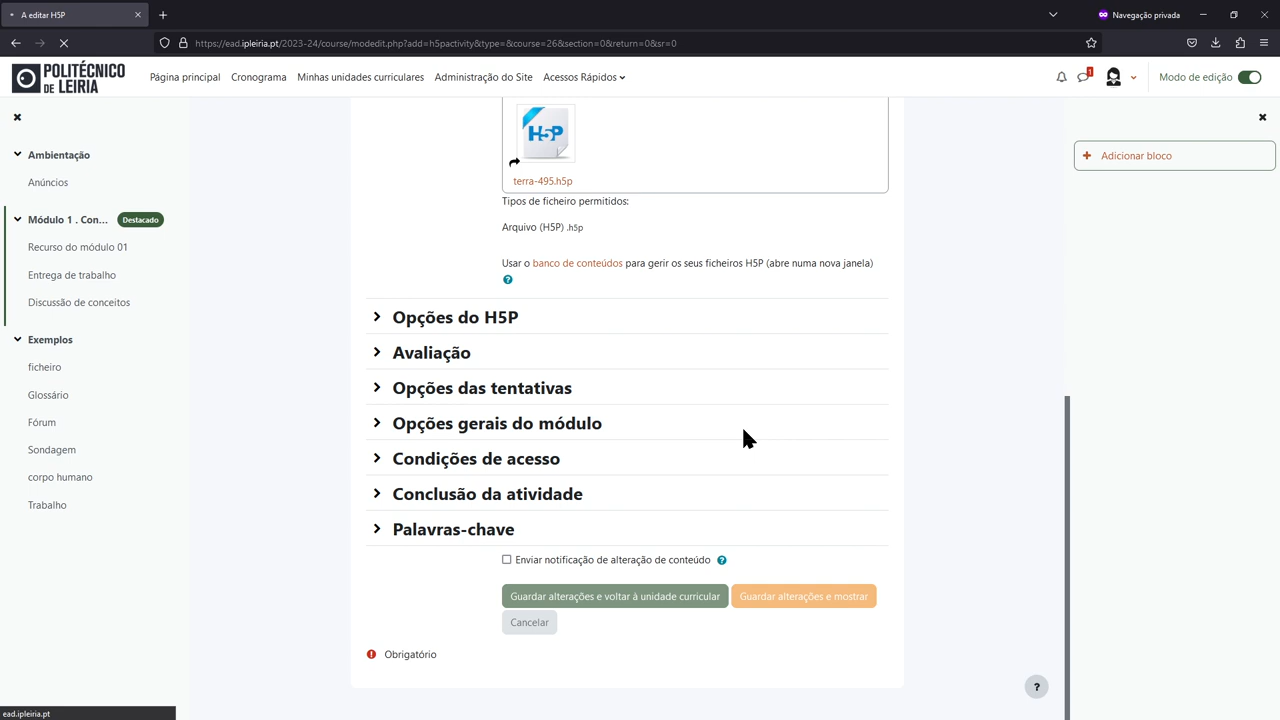 A editar H5P
Navegação privada
https://ead.ipleiria.pt/2023-24/course/modedit.php?add=h5pactivity&type=&course=26&section=0&return=0&sr=0
POLITÉCNICO
DE LEIRIA
Página principal
Cronograma
Minhas unidades curriculares
Administração do Site
Acessos Rápidos
1
Modo de edição
Ambientação
Anúncios
Módulo 1 . Con...
Destacado
Recurso do módulo 01
Entrega de trabalho
Discussão de conceitos
Exemplos
ficheiro
Glossário
Fórum
Sondagem
corpo humano
Trabalho
H5P
terra-495.h5p
Tipos de ficheiro permitidos:
Arquivo (H5P) .h5p
Usar o banco de conteúdos para gerir os seus ficheiros H5P (abre numa nova janela)
?
Opções do H5P
Avaliação
Opções das tentativas
Opções gerais do módulo
Condições de acesso
Conclusão da atividade
Palavras-chave
Enviar notificação de alteração de conteúdo ?
Guardar alterações e voltar à unidade curricular
Guardar alterações e mostrar
Cancelar
Obrigatório
+ Adicionar bloco
?
ead.ipleiria.pt